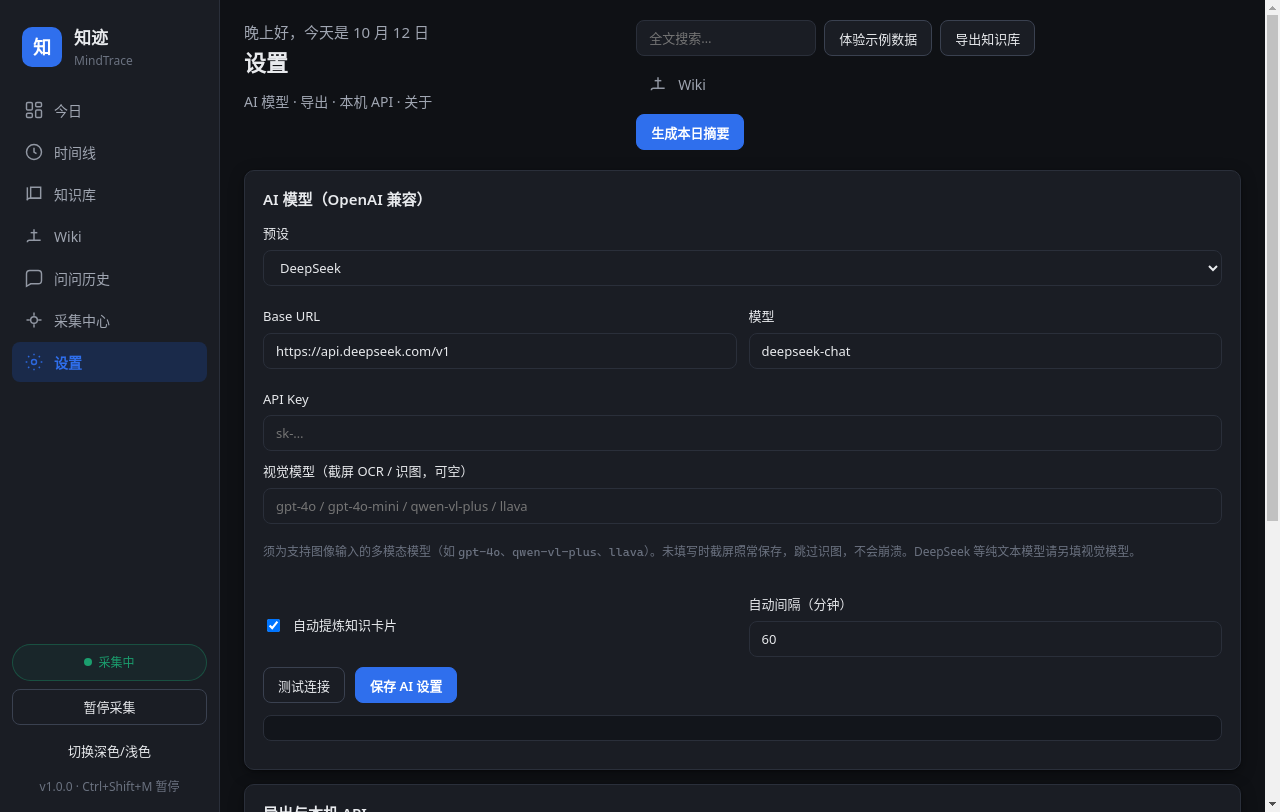 知
知迹
MindTrace
今日
时间线
知识库
Wiki
问问历史
采集中心
设置
采集中
暂停采集
切换深色/浅色
v1.0.0 · Ctrl+Shift+M 暂停
晚上好，今天是 10 月 12 日
设置
AI 模型 · 导出 · 本机 API · 关于
全文搜索...
体验示例数据
导出知识库
Wiki
生成本日摘要
AI 模型（OpenAI 兼容）
预设
DeepSeek
Base URL
模型
https://api.deepseek.com/v1
deepseek-chat
API Key
sk-...
视觉模型（截屏 OCR / 识图，可空）
gpt-4o / gpt-4o-mini / qwen-vl-plus / llava
须为支持图像输入的多模态模型（如 gpt-4o、qwen-vl-plus、llava）。未填写时截屏照常保存，跳过识图，不会崩溃。DeepSeek 等纯文本模型请另填视觉模型。
自动提炼知识卡片
自动间隔（分钟）
60
测试连接
保存 AI 设置
导出与本机 API